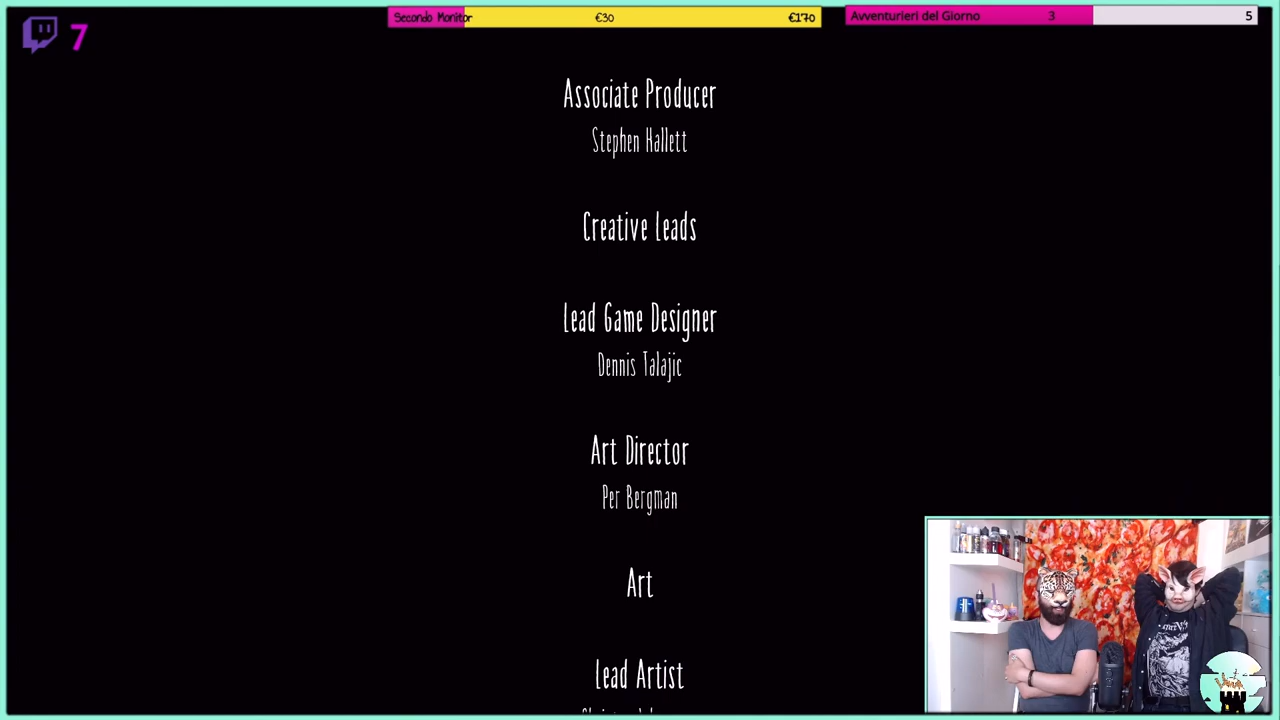 7
Secondo Monitor €30 €170
Avventurieri del Giorno 3 5
Associate Producer
Stephen Hallett
Creative Leads
Lead Game Designer
Dennis Talajic
Art Director
Per Bergman
Art
Lead Artist